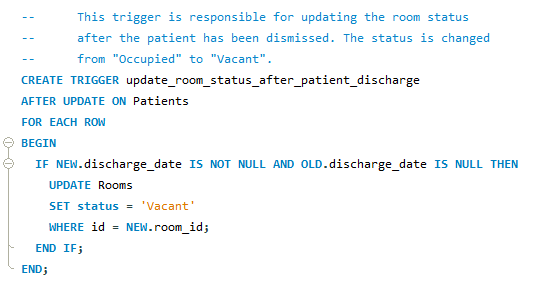 --      This trigger is responsible for updating the room status
--      after the patient has been dismissed. The status is changed
--      from "Occupied" to "Vacant".
CREATE TRIGGER update_room_status_after_patient_discharge
AFTER UPDATE ON Patients
FOR EACH ROW
BEGIN
  IF NEW.discharge_date IS NOT NULL AND OLD.discharge_date IS NULL THEN
    UPDATE Rooms
    SET status = 'Vacant'
    WHERE id = NEW.room_id;
  END IF;
END;